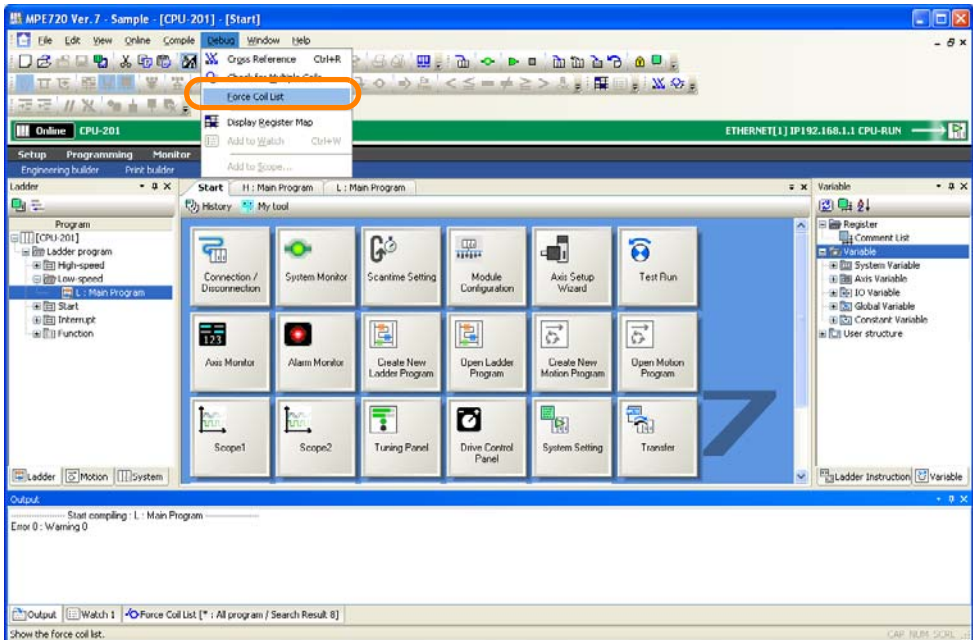 MPE720 Ver. 7 - Sample - [CPU-201] - [Start]
File Edit View Online Compile Debug Window Help
Cross Reference Ctrl+R
Check for Multiple Coils
Force Coil List
Display Register Map
Add to Watch Ctrl+W
Add to Scope...
Online CPU-201
ETHERNET[1] IP192.168.1.1 CPU-RUN
Setup Programming Monitor
Engineering builder Print builder
Ladder
Program
[CPU-201]
Ladder program
High-speed
Low-speed
L : Main Program
Start
Interrupt
Function
Ladder Motion System
Start H : Main Program L : Main Program
History My tool
Connection / Disconnection
System Monitor
Scantime Setting
Module Configuration
Axis Setup Wizard
Test Run
Axis Monitor
Alarm Monitor
Create New Ladder Program
Open Ladder Program
Create New Motion Program
Open Motion Program
Scope1
Scope2
Tuning Panel
Drive Control Panel
System Setting
Transfer
7
Variable
Register
Comment List
Variable
System Variable
Axis Variable
IO Variable
Global Variable
Constant Variable
User structure
Ladder Instruction Variable
Output
---------------- Start compiling : L : Main Program ----------------
Error 0 : Warning 0
Output Watch 1 Force Coil List [* : All program / Search Result 8]
Show the force coil list.
CAP NUM SCRL